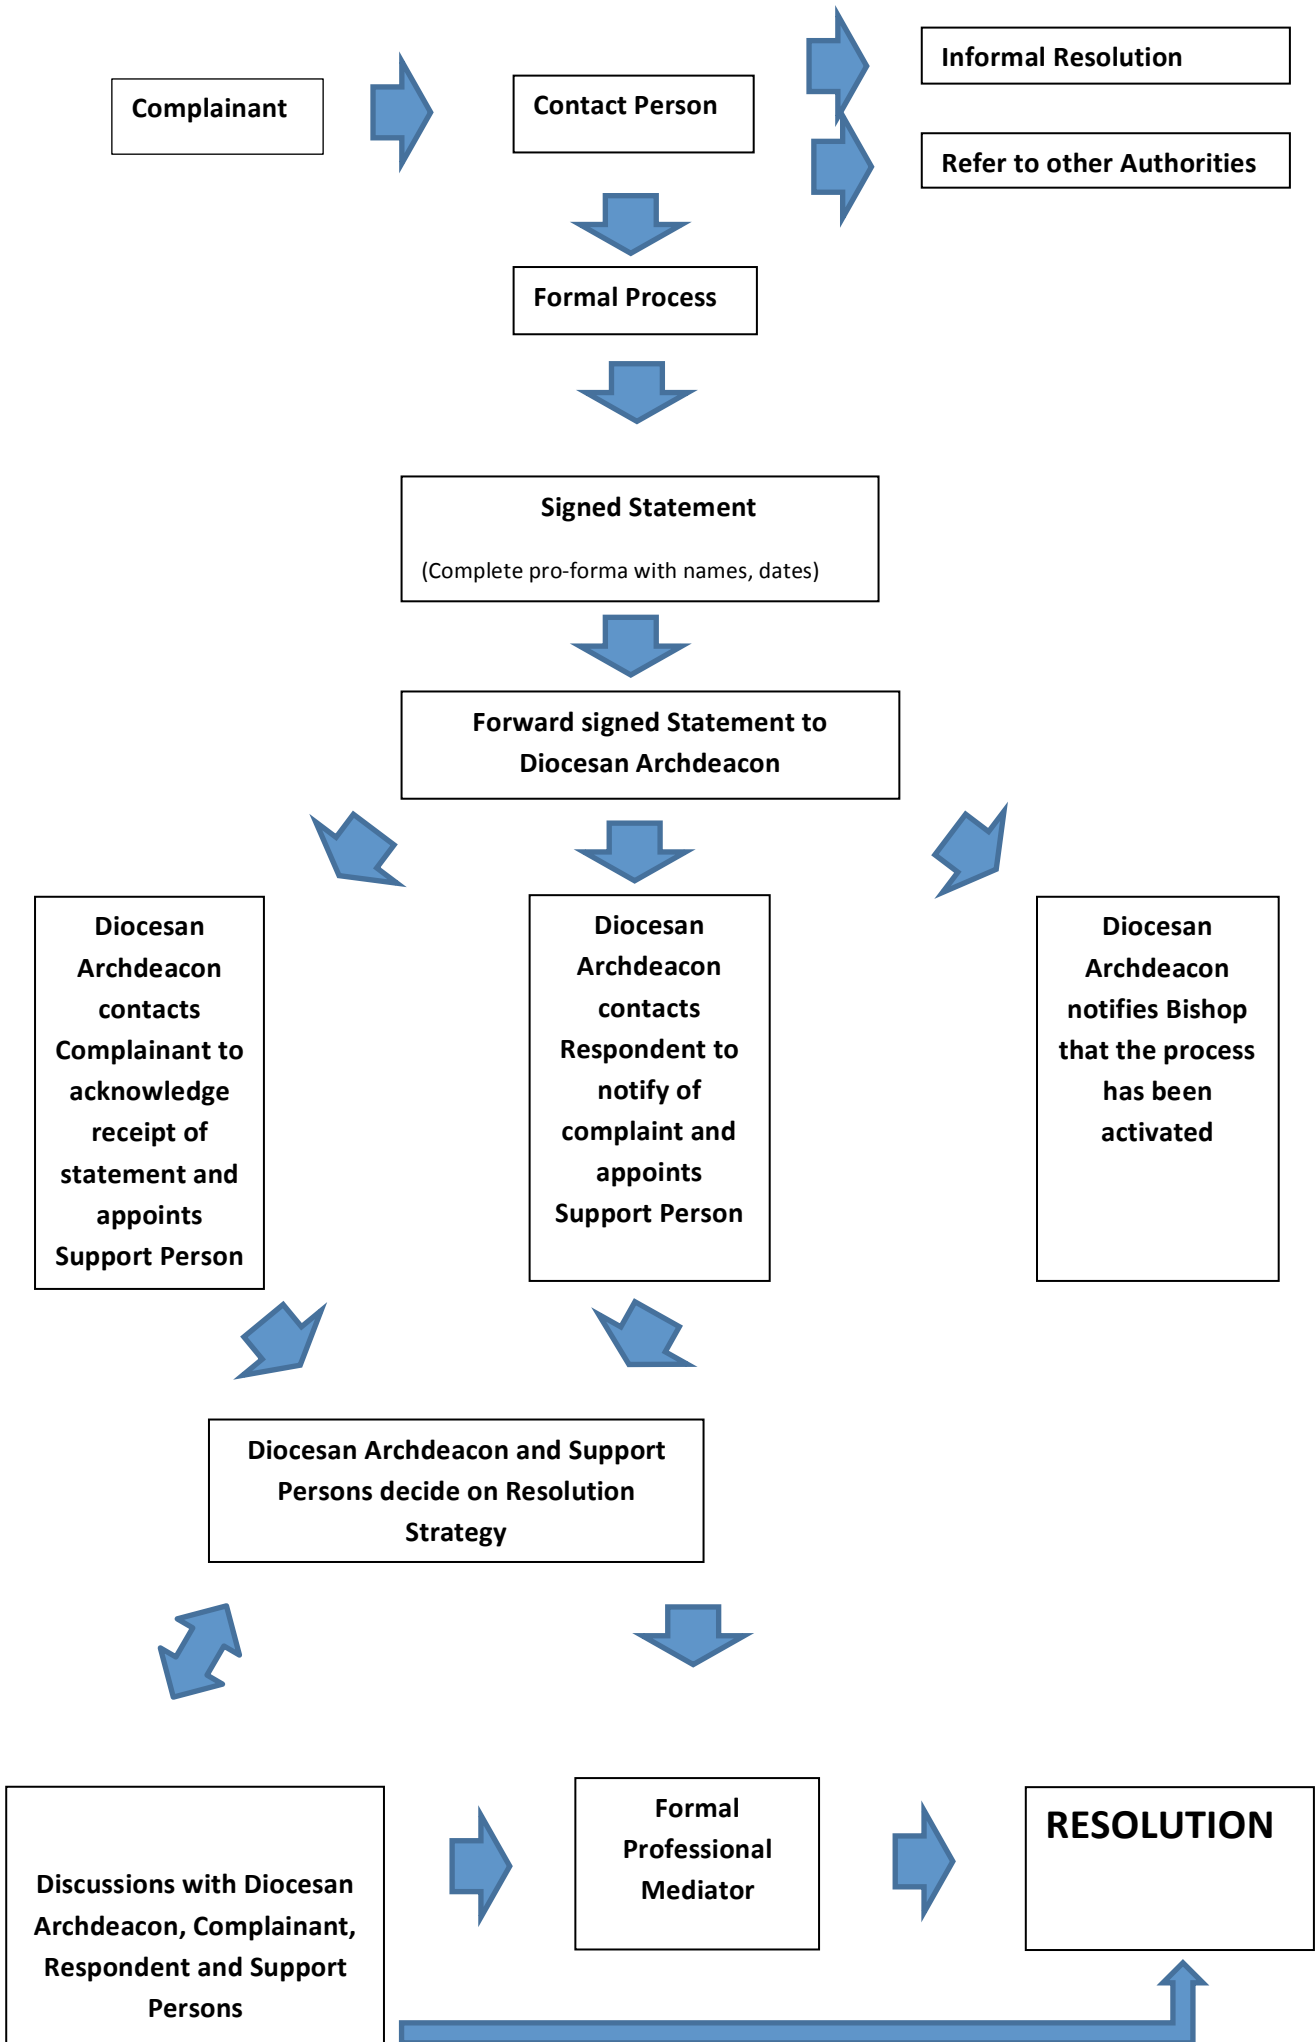 Complainant
Contact Person
Informal Resolution
Refer to other Authorities
Formal Process
Signed Statement
(Complete pro-forma with names, dates)
Forward signed Statement to
Diocesan Archdeacon
Diocesan
Archdeacon
contacts
Complainant to
acknowledge
receipt of
statement and
appoints
Support Person
Diocesan
Archdeacon
contacts
Respondent to
notify of
complaint and
appoints
Support Person
Diocesan
Archdeacon
notifies Bishop
that the process
has been
activated
Diocesan Archdeacon and Support
Persons decide on Resolution
Strategy
Discussions with Diocesan
Archdeacon, Complainant,
Respondent and Support
Persons
Formal
Professional
Mediator
RESOLUTION